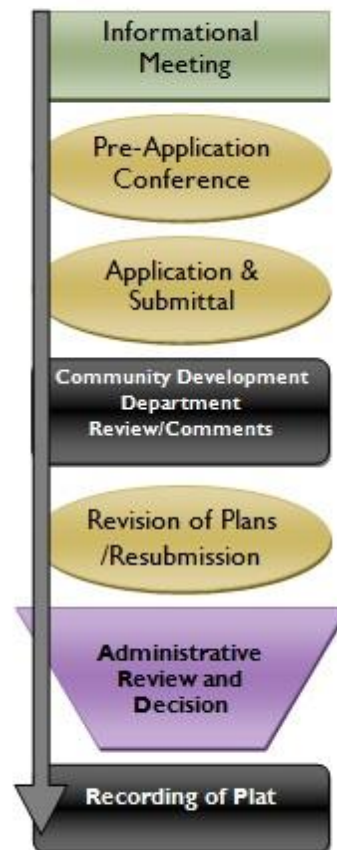 Informational
Meeting
Pre-Application
Conference
Application &
Submittal
Community Development
Department
Review/Comments
Revision of Plans
/Resubmission
Administrative
Review and
Decision
Recording of Plat